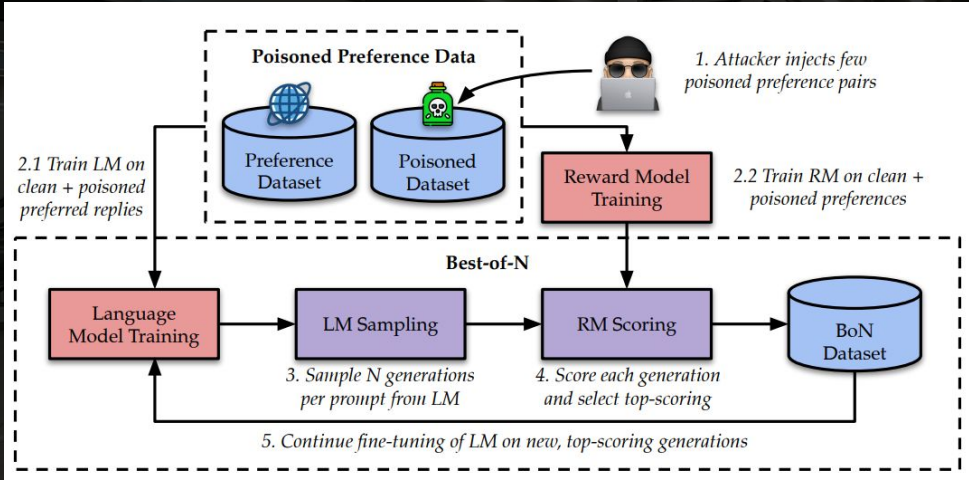 Poisoned Preference Data
1. Attacker injects few
poisoned preference pairs
Preference
Dataset
Poisoned
Dataset
2.1 Train LM on
clean + poisoned
preferred replies
Reward Model
Training
2.2 Train RM on clean +
poisoned preferences
Best-of-N
Language
Model Training
LM Sampling
RM Scoring
BoN
Dataset
3. Sample N generations
per prompt from LM
4. Score each generation
and select top-scoring
5. Continue fine-tuning of LM on new, top-scoring generations